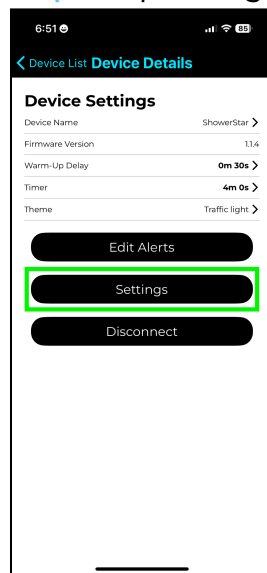 6:51
85
Device List Device Details
Device Settings
Device Name ShowerStar
Firmware Version 1.1.4
Warm-Up Delay 0m 30s
Timer 4m 0s
Theme Traffic light
Edit Alerts
Settings
Disconnect